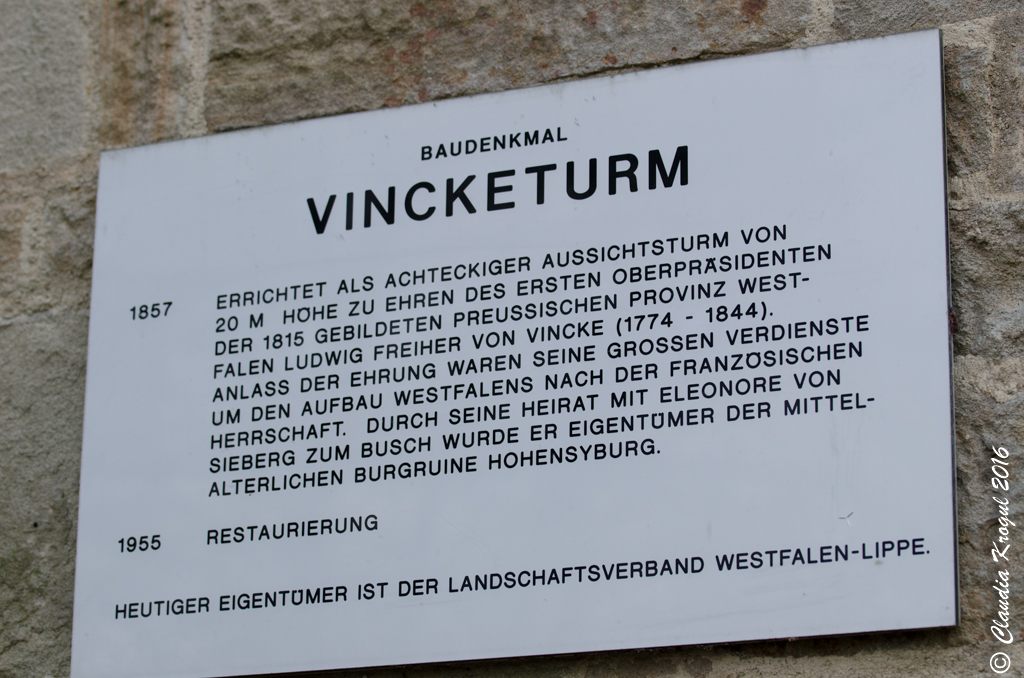 BAUDENKMAL
VINCKETURM
1857 ERRICHTET ALS ACHTECKIGER AUSSICHTSTURM VON
20 M HÖHE ZU EHREN DES ERSTEN OBERPRÄSIDENTEN
DER 1815 GEBILDETEN PREUSSISCHEN PROVINZ WEST-
FALEN LUDWIG FREIHER VON VINCKE (1774 - 1844).
ANLASS DER EHRUNG WAREN SEINE GROSSEN VERDIENSTE
UM DEN AUFBAU WESTFALENS NACH DER FRANZÖSISCHEN
HERRSCHAFT. DURCH SEINE HEIRAT MIT ELEONORE VON
SIEBERG ZUM BUSCH WURDE ER EIGENTÜMER DER MITTEL-
ALTERLICHEN BURGRUINE HOHENSYBURG.
1955 RESTAURIERUNG
HEUTIGER EIGENTÜMER IST DER LANDSCHAFTSVERBAND WESTFALEN-LIPPE.
© Claudia Krogul 2016